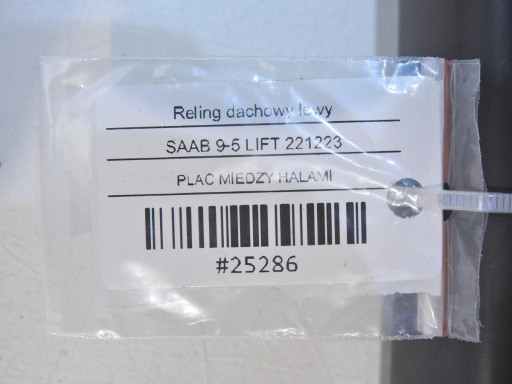 Reling dachowy lewy
SAAB 9-5 LIFT 221223
PLAC MIEDZY HALAMI
#25286